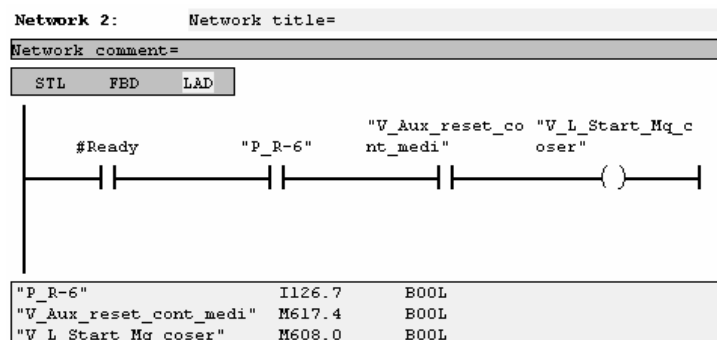 Network 2: Network title=
Network comment=
STL FBD LAD
"V_Aux_reset_co "V_L_Start_Mq_c
#Ready "P_R-6" nt_medi" oser"
"P_R-6" I126.7 BOOL
"V_Aux_reset_cont_medi" M617.4 BOOL
"V_L_Start_Mq_coser" M608.0 BOOL